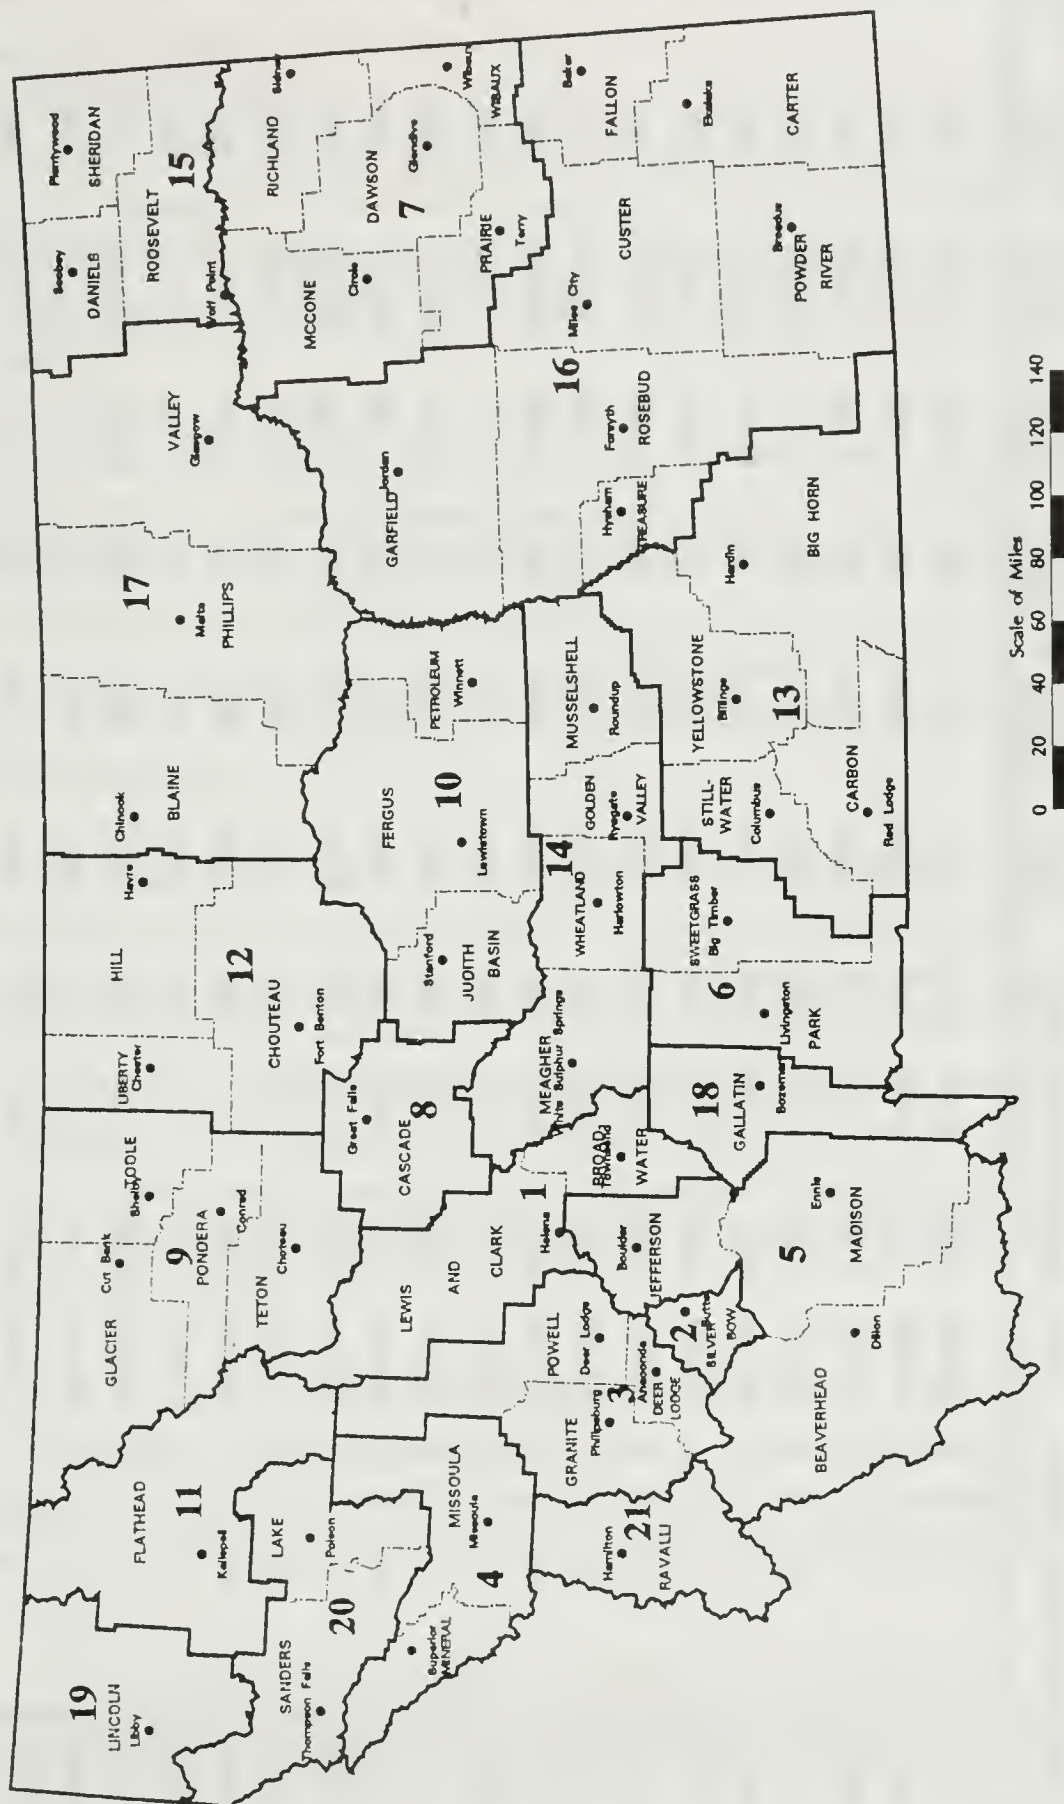 19
LINCOLN
Libby
FLATHEAD
11
Kalispell
GLACIER
Cut Bank
TOOLE
Shelby
9
PONDERA
Conrad
TETON
Choteau
LIBERTY
Chester
HILL
Havre
12
CHOUTEAU
Fort Benton
BLAINE
Chinook
17
Malta
PHILLIPS
VALLEY
Glasgow
Scobey
DANIELS
Plentywood
SHERIDAN
ROOSEVELT
15
Wolf Point
SANDERS
Thompson Falls
20
LAKE
Polson
Superior
MINERAL
4
MISSOULA
Missoula
LEWIS
AND
CLARK
1
Helena
Great Falls
CASCADE
8
Stanford
JUDITH
BASIN
FERGUS
10
Lewistown
PETROLEUM
Winnett
GARFIELD
Jordan
MCCONE
Circle
RICHLAND
Sidney
DAWSON
7
Glendive
Wibaux
WIBAUX
PRAIRIE
Terry
POWELL
Deer Lodge
GRANITE
Philipsburg
3
Anaconda
DEER
LODGE
Hamilton
21
RAVALLI
2
Butte
SILVER
BOW
Boulder
JEFFERSON
BROAD
Townsend
WATER
MEAGHER
White Sulphur Springs
14
WHEATLAND
Harlowton
GOLDEN
Ryegate
VALLEY
MUSSELSHELL
Roundup
16
ROSEBUD
Forsyth
Hysham
TREASURE
Miles City
CUSTER
Baker
FALLON
Ekalaka
CARTER
Broadus
POWDER
RIVER
BEAVERHEAD
Dillon
5
MADISON
Ennis
18
GALLATIN
Bozeman
6
Livingston
PARK
SWEETGRASS
Big Timber
STILL-
WATER
Columbus
YELLOWSTONE
Billings
13
CARBON
Red Lodge
Hardin
BIG HORN
0 20 40 60 80 100 120 140
Scale of Miles